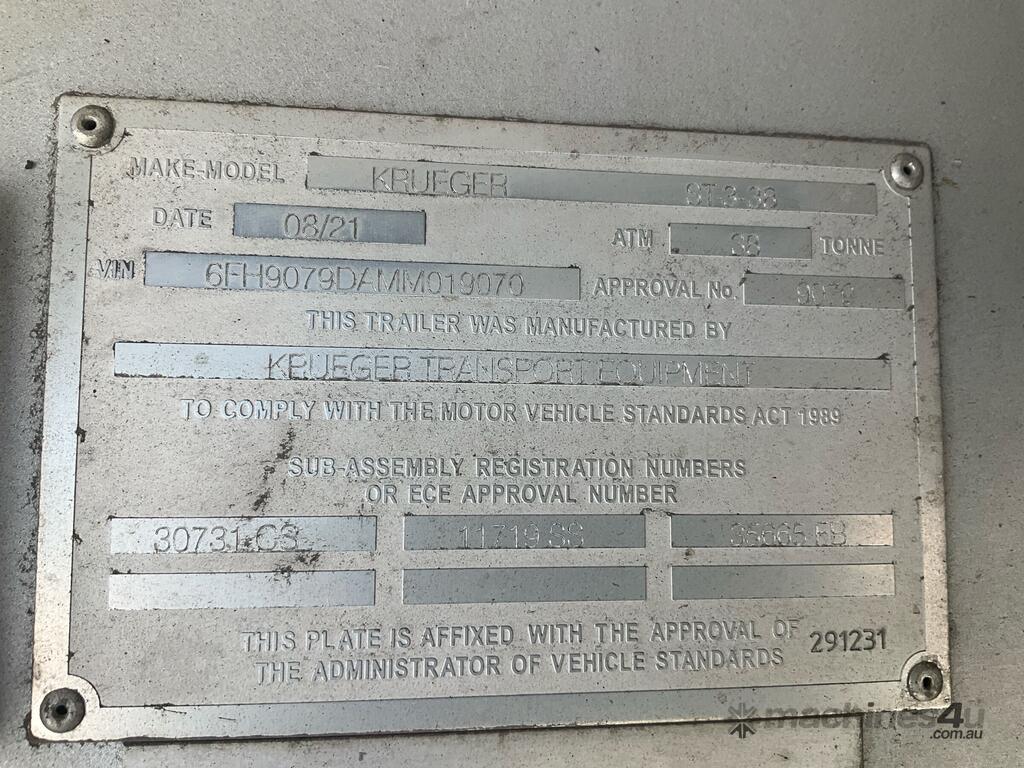 MAKE-MODEL KRUEGER ST-3-38
DATE 08/21
ATM 38 TONNE
VIN 6FH9079DAMM019070
APPROVAL No. 9079
THIS TRAILER WAS MANUFACTURED BY
KRUEGER TRANSPORT EQUIPMENT
TO COMPLY WITH THE MOTOR VEHICLE STANDARDS ACT 1989
SUB-ASSEMBLY REGISTRATION NUMBERS
OR ECE APPROVAL NUMBER
30731 CS 11719 SS 35665 EB
THIS PLATE IS AFFIXED WITH THE APPROVAL OF
THE ADMINISTRATOR OF VEHICLE STANDARDS
291231
machines4u
.com.au